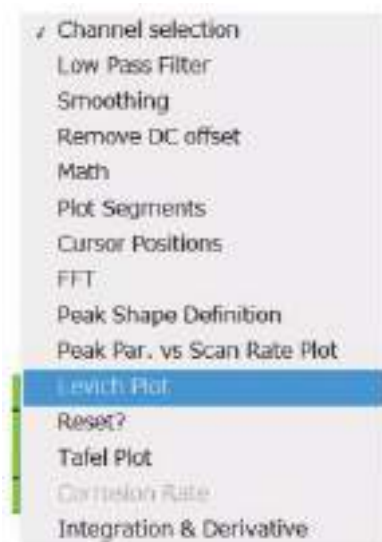 Channel selection
Low Pass Filter
Smoothing
Remove DC offset
Math
Plot Segments
Cursor Positions
FFT
Peak Shape Definition
Peak Par. vs Scan Rate Plot
Levich Plot
Reset?
Tafel Plot
Corrosion Rate
Integration & Derivative